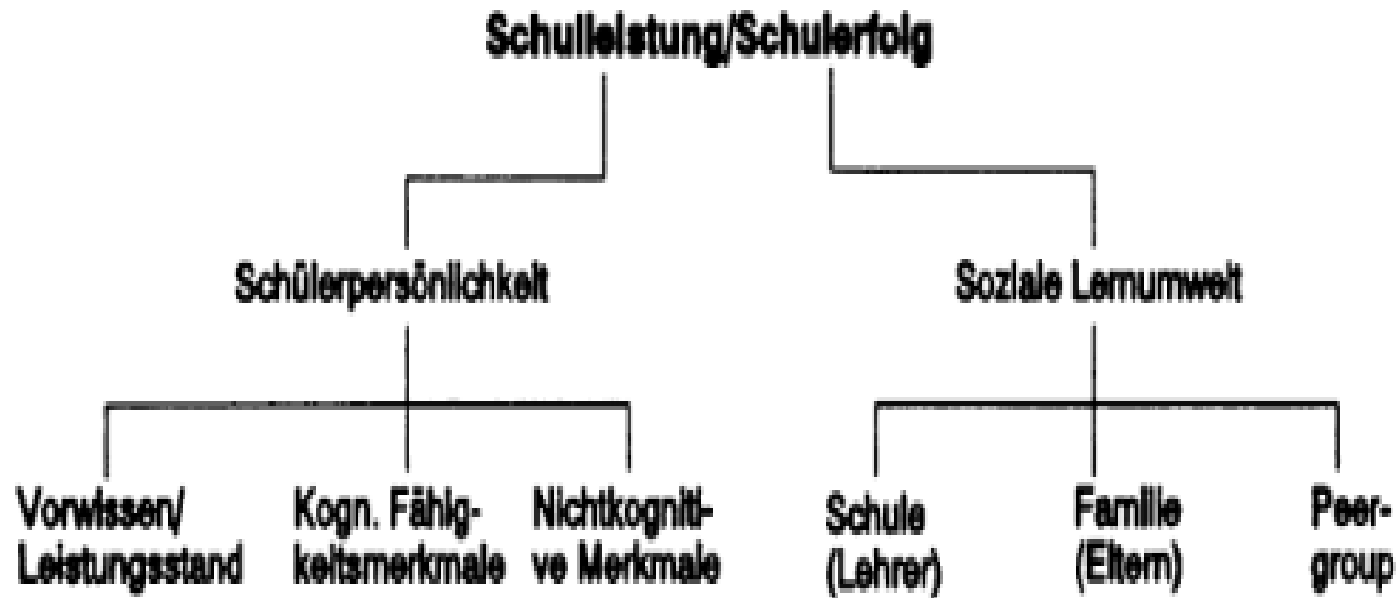 Schulleistung/Schulerfolg
Schülerpersönlichkeit
Soziale Lernumwelt
Vorwissen/
Leistungsstand
Kogn. Fähig-
keitsmerkmale
Nichtkogniti-
ve Merkmale
Schule
(Lehrer)
Familie
(Eltern)
Peer-
group